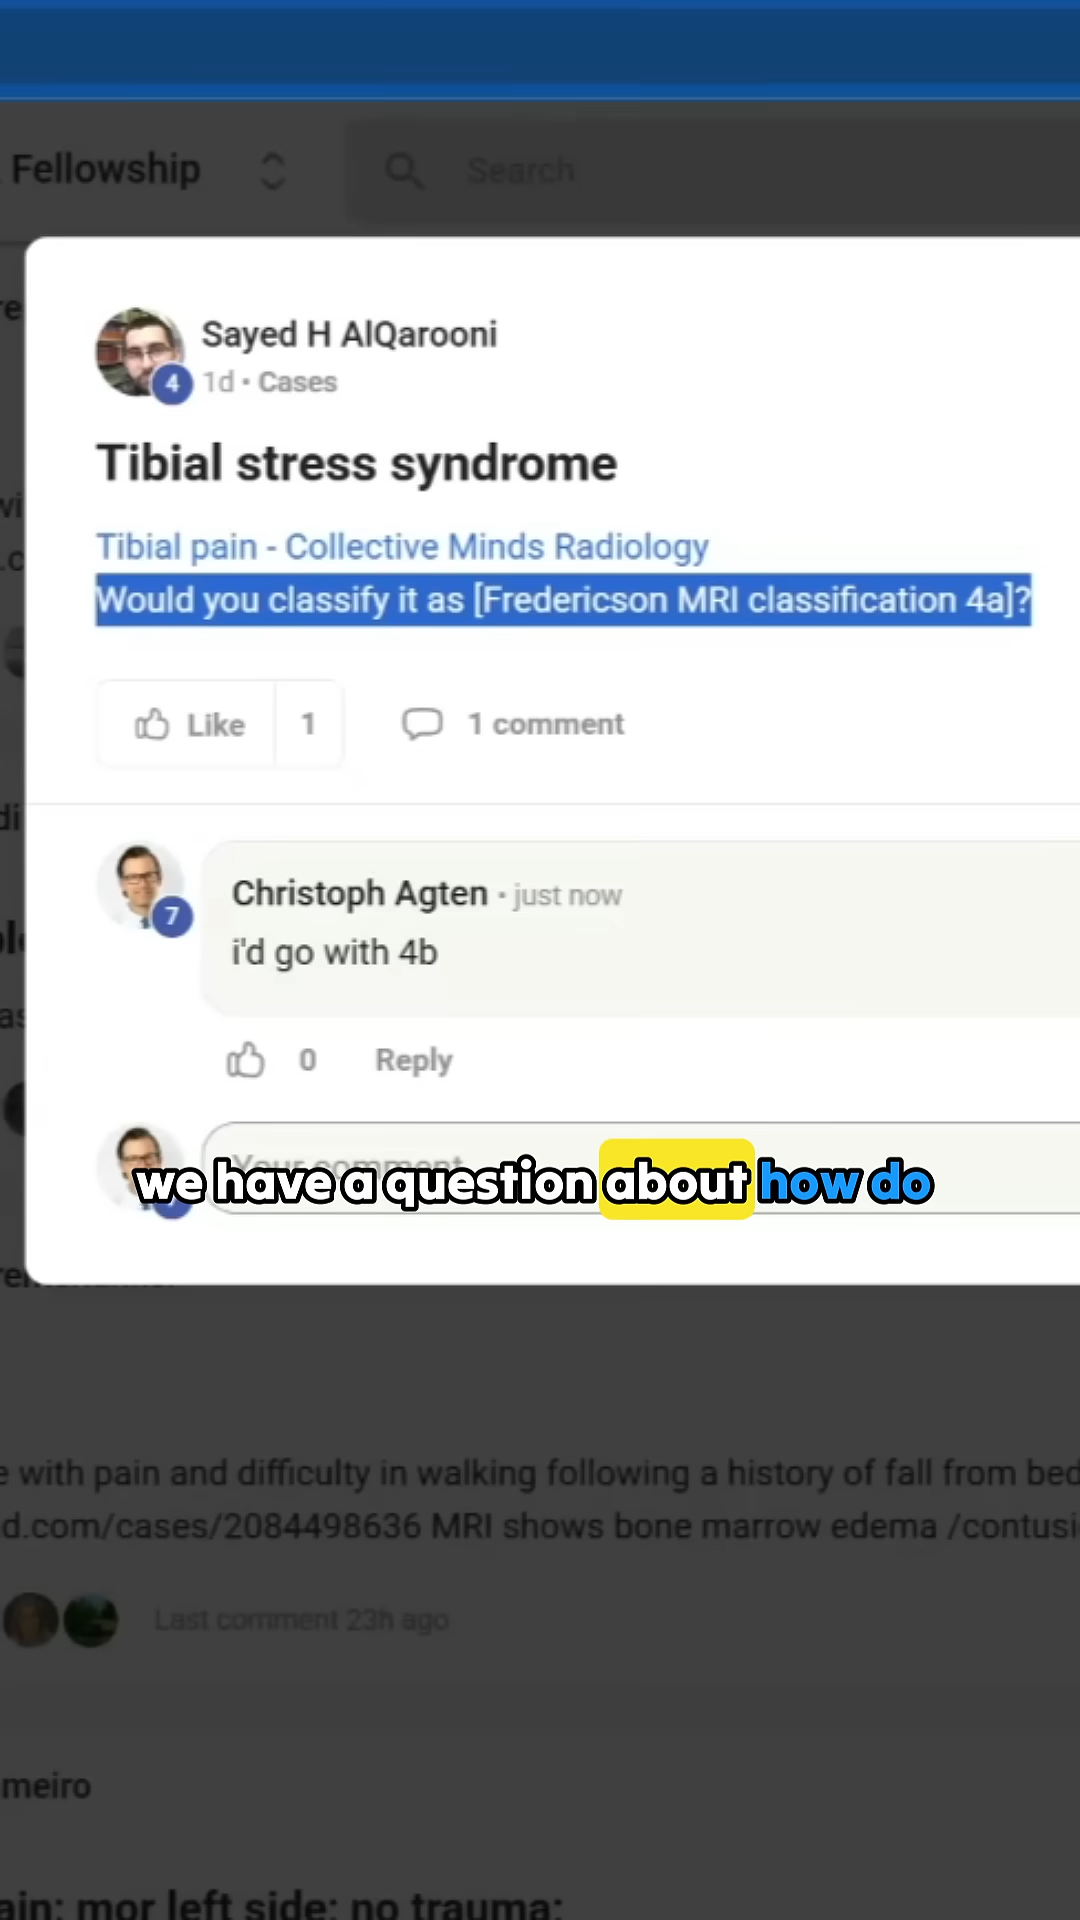 Fellowship
Search
Sayed H AlQarooni
4
1d • Cases
Tibial stress syndrome
Tibial pain - Collective Minds Radiology
Would you classify it as [Fredericson MRI classification 4a]?
Like 1 1 comment
Christoph Agten • just now
7
i'd go with 4b
0 Reply
Your comment
we have a question about how do
with pain and difficulty in walking following a history of fall from bed
d.com/cases/2084498636 MRI shows bone marrow edema /contusi
Last comment 23h ago
meiro
ain; mor left side; no trauma;